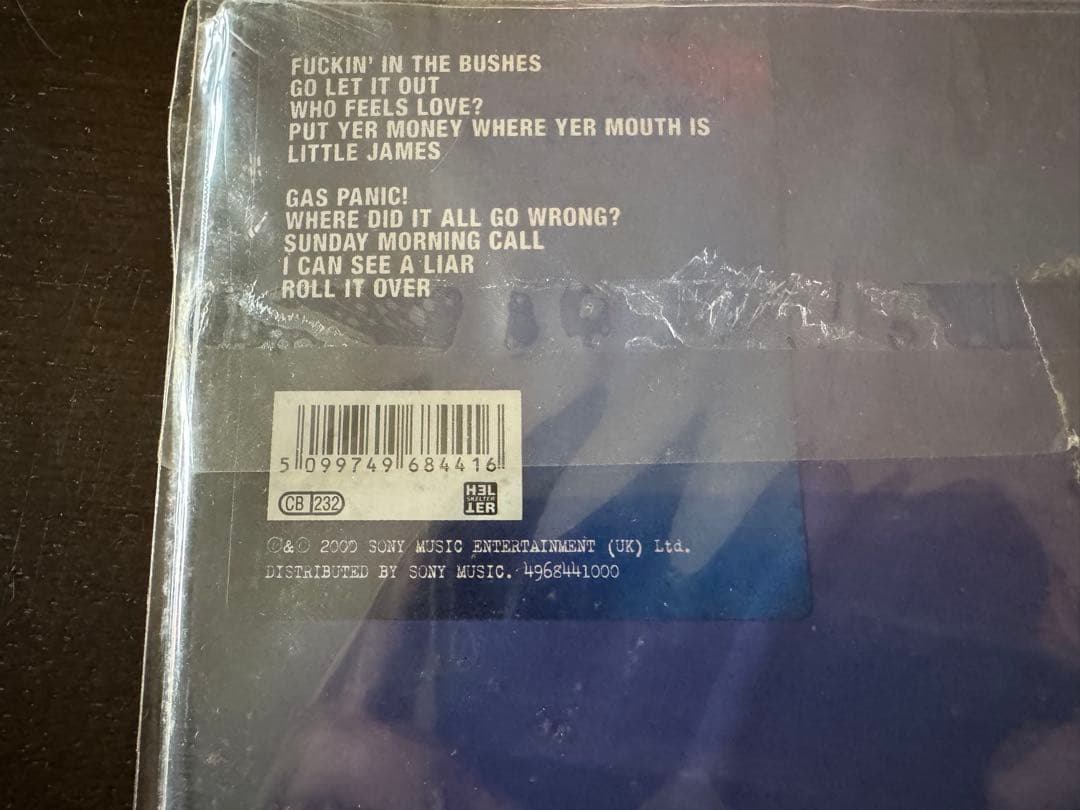 FUCKIN' IN THE BUSHES
GO LET IT OUT
WHO FEELS LOVE?
PUT YER MONEY WHERE YER MOUTH IS
LITTLE JAMES
GAS PANIC!
WHERE DID IT ALL GO WRONG?
SUNDAY MORNING CALL
I CAN SEE A LIAR
ROLL IT OVER
5 099749 684416
CB 232
HEL
SKELTER
TER
℗&© 2000 SONY MUSIC ENTERTAINMENT (UK) Ltd.
DISTRIBUTED BY SONY MUSIC. 4968441000